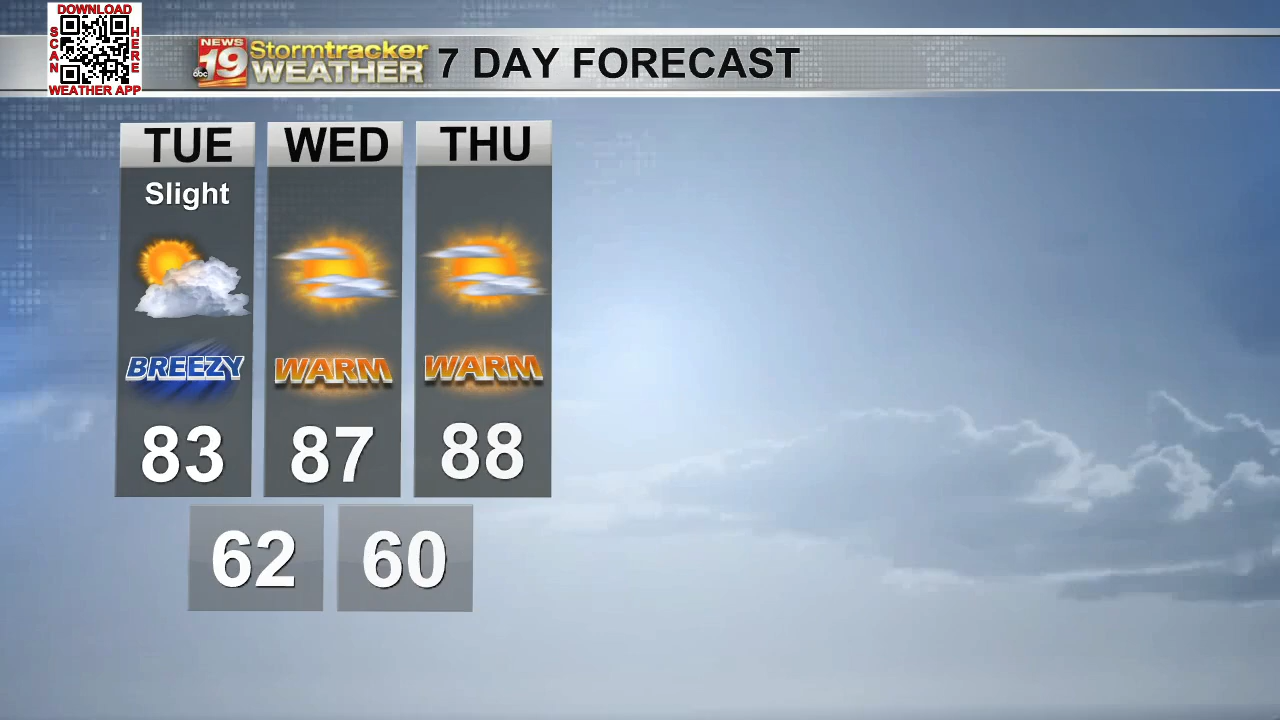 DOWNLOAD
SCAN
HERE
WEATHER APP
NEWS
abc 19
Stormtracker
WEATHER
7 DAY FORECAST
TUE WED THU
Slight
BREEZY WARM WARM
83 87 88
62 60